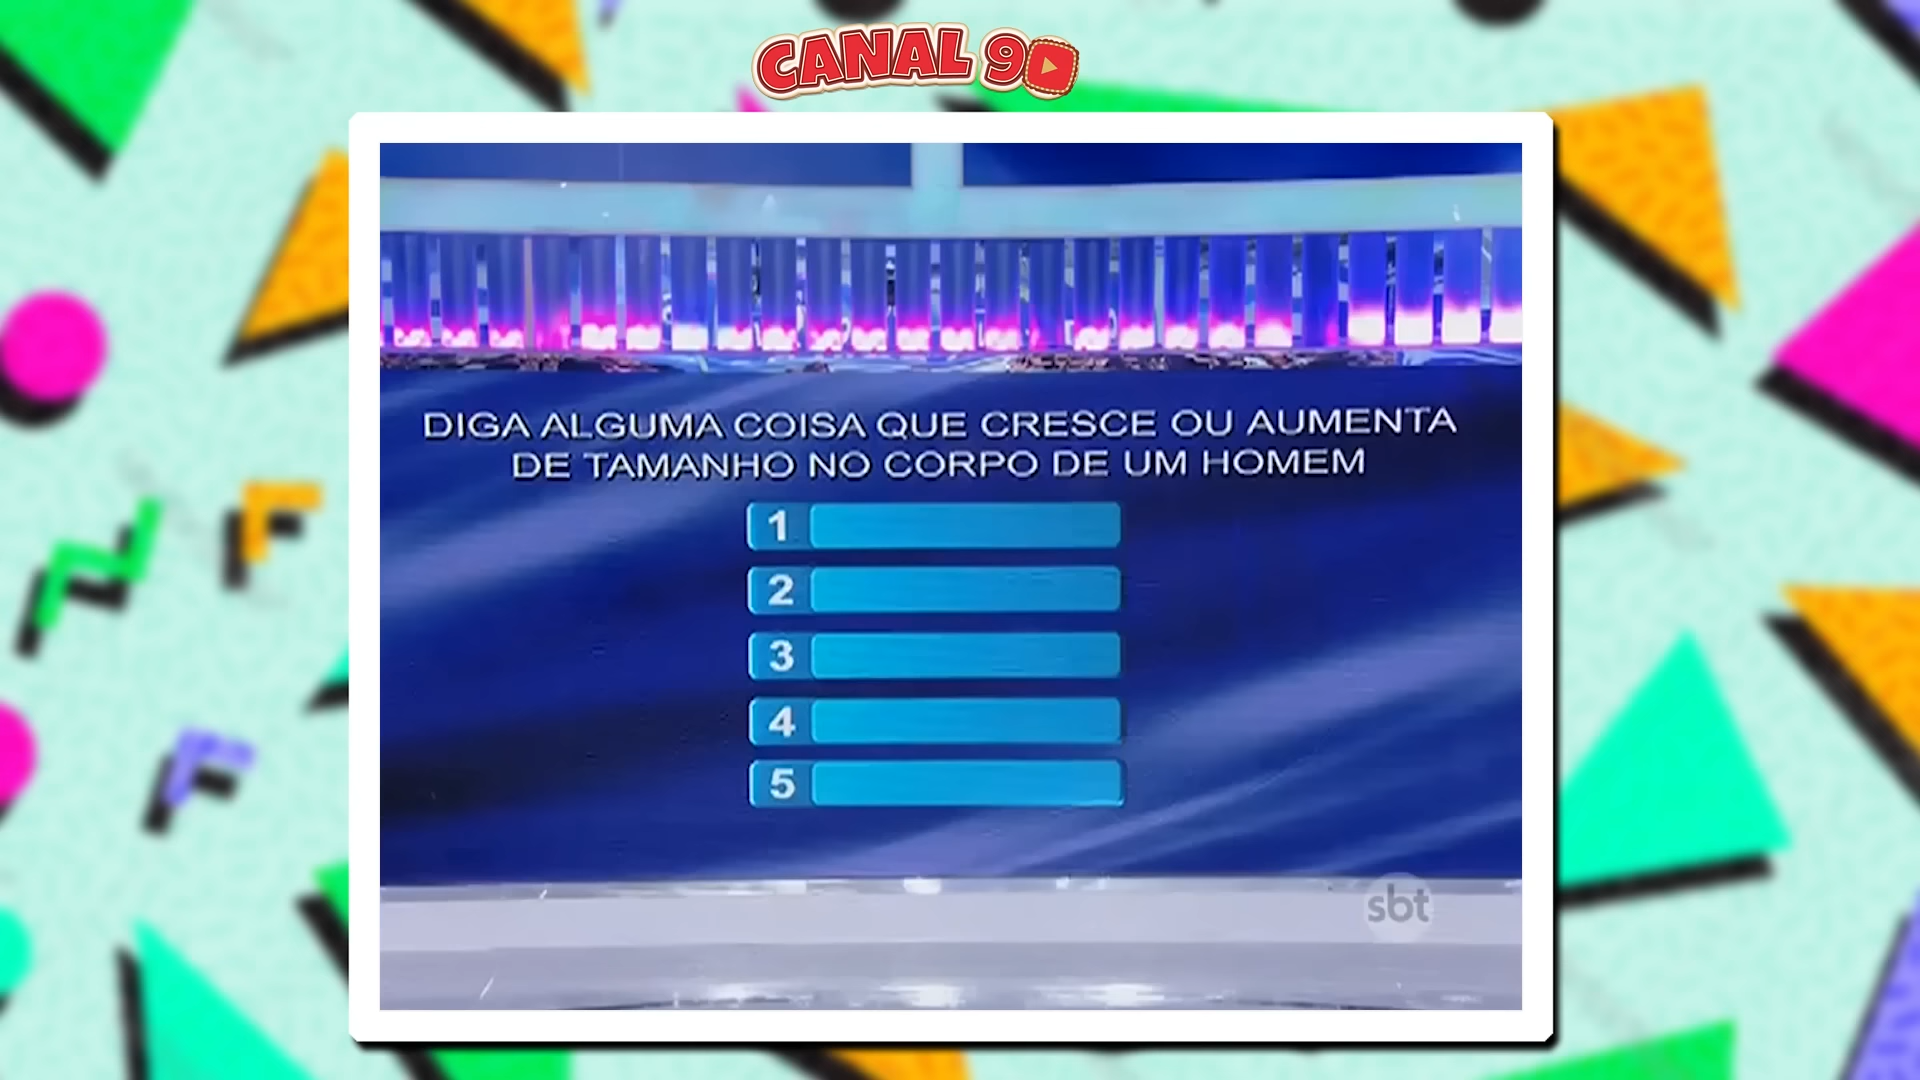 CANAL 90
DIGA ALGUMA COISA QUE CRESCE OU AUMENTA
DE TAMANHO NO CORPO DE UM HOMEM
1
2
3
4
5
sbt